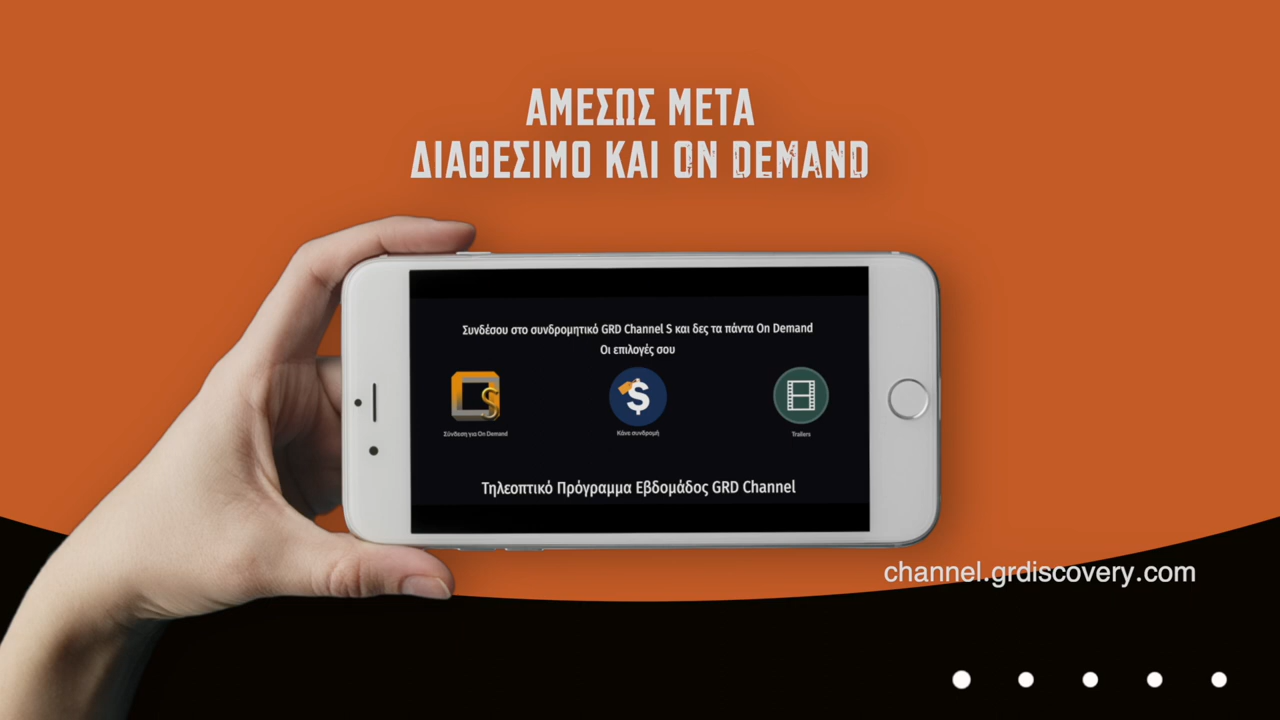 ΑΜΕΣΩΣ ΜΕΤΑ
ΔΙΑΘΕΣΙΜΟ ΚΑΙ ON DEMAND
Συνδέσου στο συνδρομητικό GRD Channel S και δες τα πάντα On Demand
Οι επιλογές σου
Σύνδεση για On Demand
Κάνε συνδρομή
Trailers
Τηλεοπτικό Πρόγραμμα Εβδομάδος GRD Channel
channel.grdiscovery.com